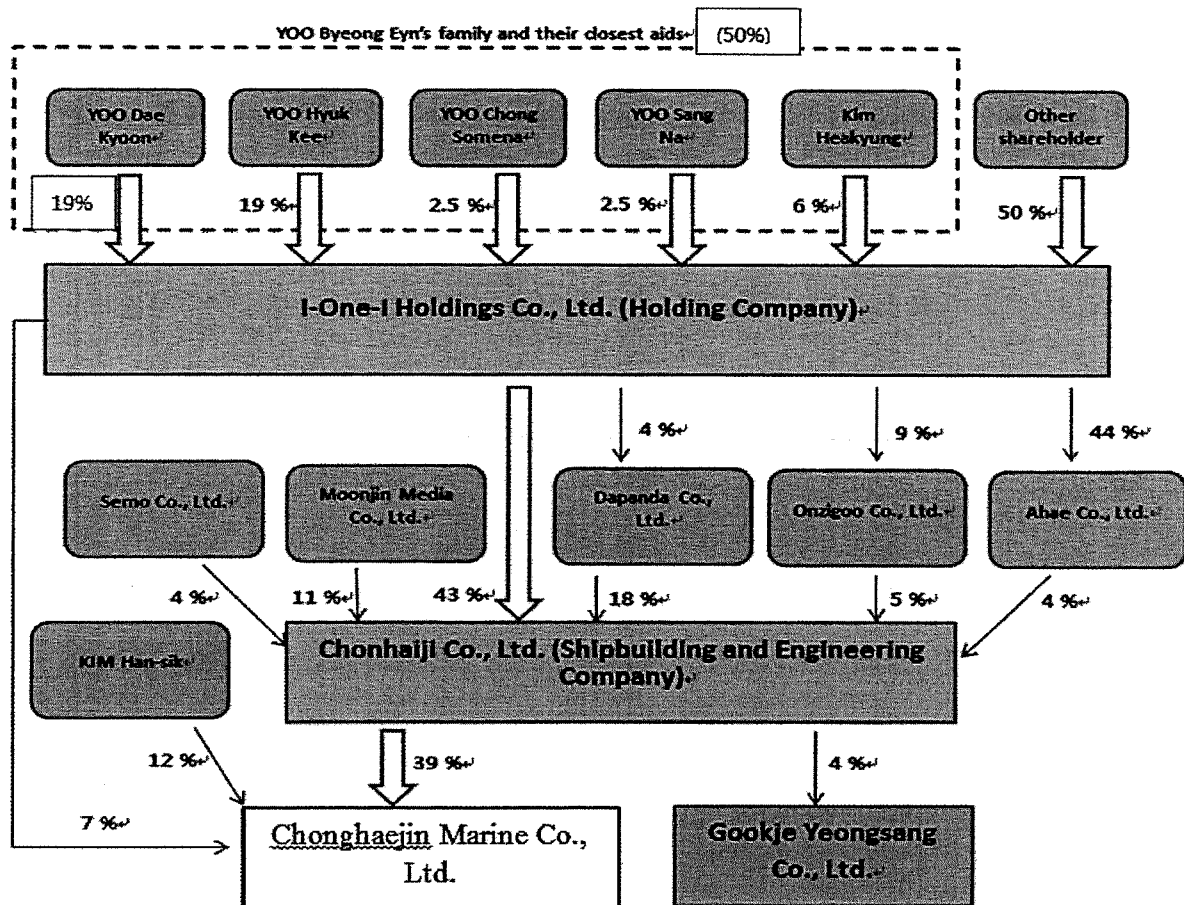 YOO Byeong Eyn's family and their closest aids
(50%)
YOO Dae
Kyoon
YOO Hyuk
Kee
YOO Chong
Somena
YOO Sang
Na
Kim
Heakyung
Other
shareholder
19%
19 %
2.5 %
2.5 %
6 %
50 %
I-One-I Holdings Co., Ltd. (Holding Company)
4 %
9 %
44 %
Semo Co., Ltd.
Moonjin Media
Co., Ltd.
Dapanda Co.,
Ltd.
Onzigoo Co., Ltd.
Ahae Co., Ltd.
4 %
11 %
43 %
18 %
5 %
4 %
KIM Han-sik
Chonhaiji Co., Ltd. (Shipbuilding and Engineering
Company)
12 %
39 %
4 %
7 %
Chonghaejin Marine Co.,
Ltd.
Gookje Yeongsang
Co., Ltd.